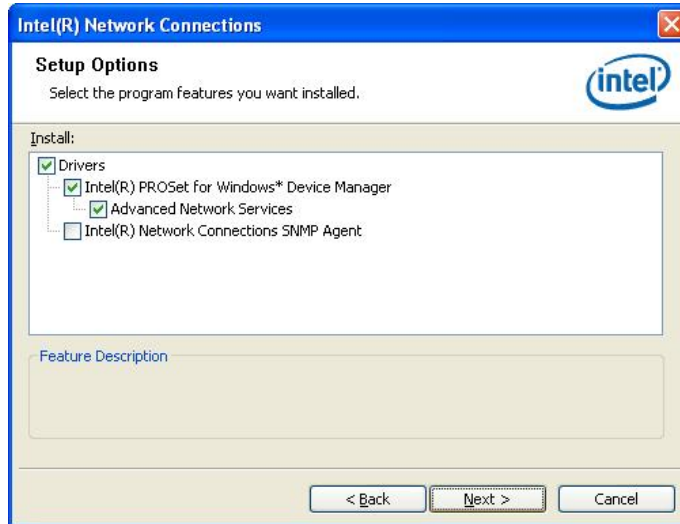 Intel(R) Network Connections
Setup Options
Select the program features you want installed.
intel
Install:
Drivers
Intel(R) PROSet for Windows* Device Manager
Advanced Network Services
Intel(R) Network Connections SNMP Agent
Feature Description
< Back
Next >
Cancel